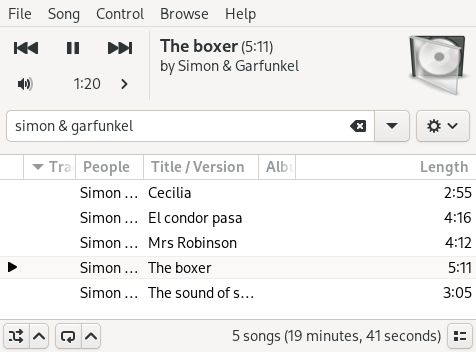 File Song Control Browse Help
The boxer (5:11)
by Simon & Garfunkel
1:20
simon & garfunkel
Tra People Title / Version Albu Length
Simon ... Cecilia 2:55
Simon ... El condor pasa 4:16
Simon ... Mrs Robinson 4:12
Simon ... The boxer 5:11
Simon ... The sound of s... 3:05
5 songs (19 minutes, 41 seconds)